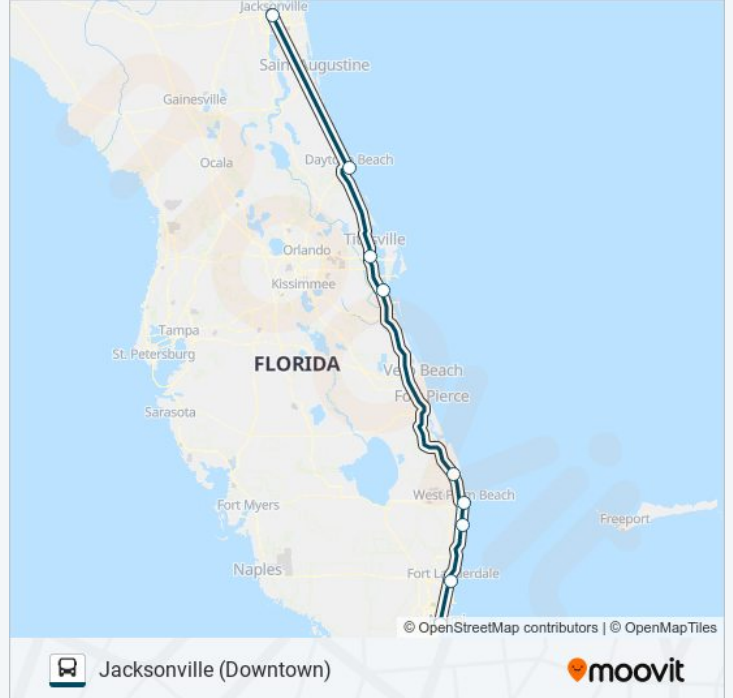 Jacksonville
Saint Augustine
Gainesville
Ocala
Daytona Beach
Titusville
Orlando
Kissimmee
Tampa
St. Petersburg
FLORIDA
Vero Beach
Fort Pierce
Sarasota
Fort Myers
West Palm Beach
Freeport
Naples
Fort Lauderdale
© OpenStreetMap contributors | © OpenMapTiles
Jacksonville (Downtown)
moovit